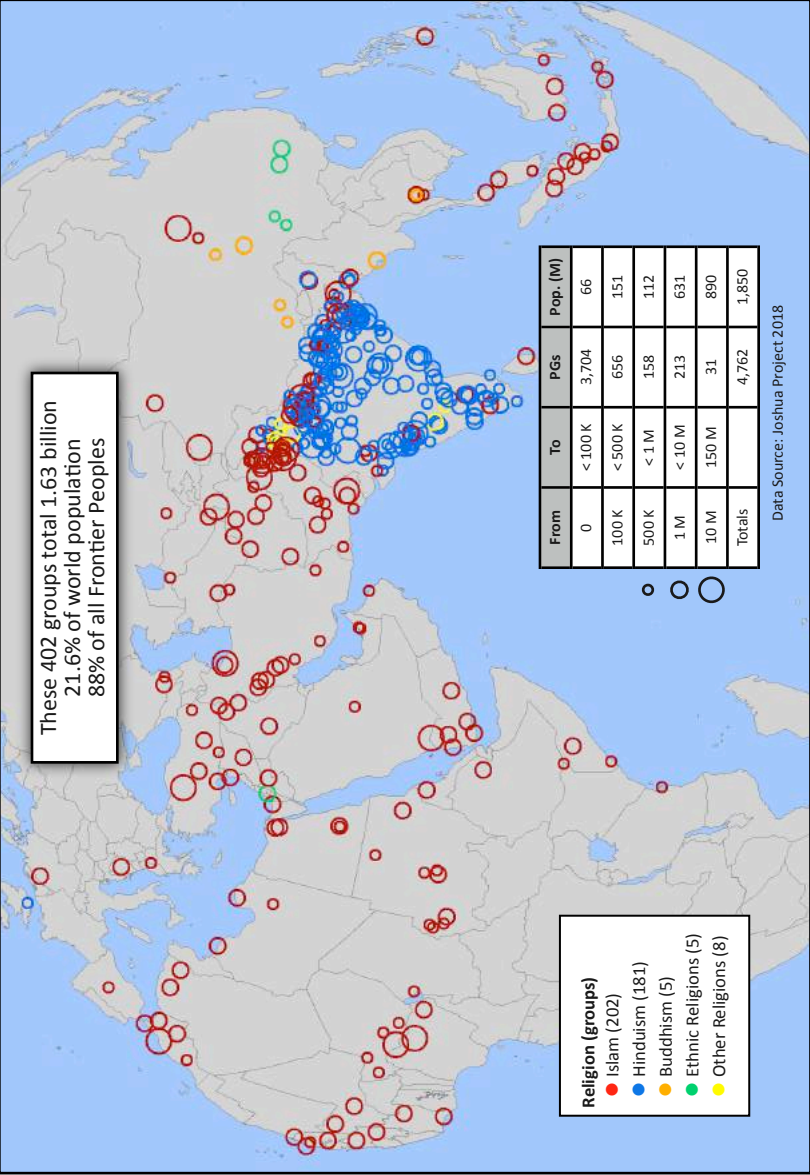 These 402 groups total 1.63 billion
21.6% of world population
88% of all Frontier Peoples
From To PGs Pop. (M)
0 < 100 K 3,704 66
100 K < 500 K 656 151
500 K < 1 M 158 112
1 M < 10 M 213 631
10 M 150 M 31 890
Totals 4,762 1,850
Data Source: Joshua Project 2018
Religion (groups)
Islam (202)
Hinduism (181)
Buddhism (5)
Ethnic Religions (5)
Other Religions (8)